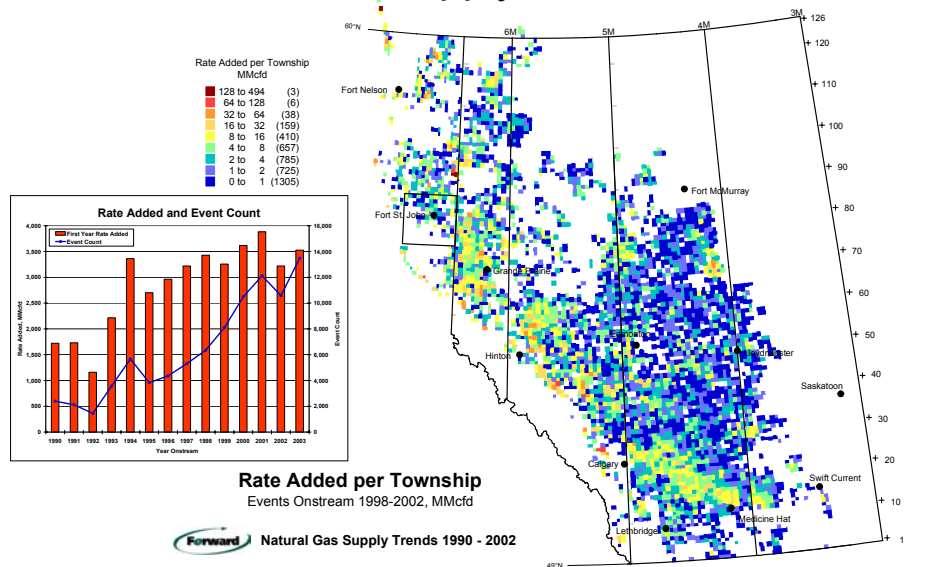 60°N
6M
5M
4M
3M
126
120
110
100
90
80
70
60
50
40
30
20
10
1
49°N
Rate Added per Township
MMcfd
128 to 494 (3)
64 to 128 (6)
32 to 64 (38)
16 to 32 (159)
8 to 16 (410)
4 to 8 (657)
2 to 4 (785)
1 to 2 (725)
0 to 1 (1305)
Fort Nelson
Fort McMurray
Fort St. John
Grande Prairie
Edmonton
Hinton
Lloydminster
Saskatoon
Calgary
Swift Current
Medicine Hat
Lethbridge
Rate Added and Event Count
First Year Rate Added
Event Count
4,000
3,500
3,000
2,500
2,000
1,500
1,000
500
0
16,000
14,000
12,000
10,000
8,000
6,000
4,000
2,000
0
Rate Added, MMcfd
Event Count
1990 1991 1992 1993 1994 1995 1996 1997 1998 1999 2000 2001 2002 2003
Year Onstream
Rate Added per Township
Events Onstream 1998-2002, MMcfd
Forward
Natural Gas Supply Trends 1990 - 2002